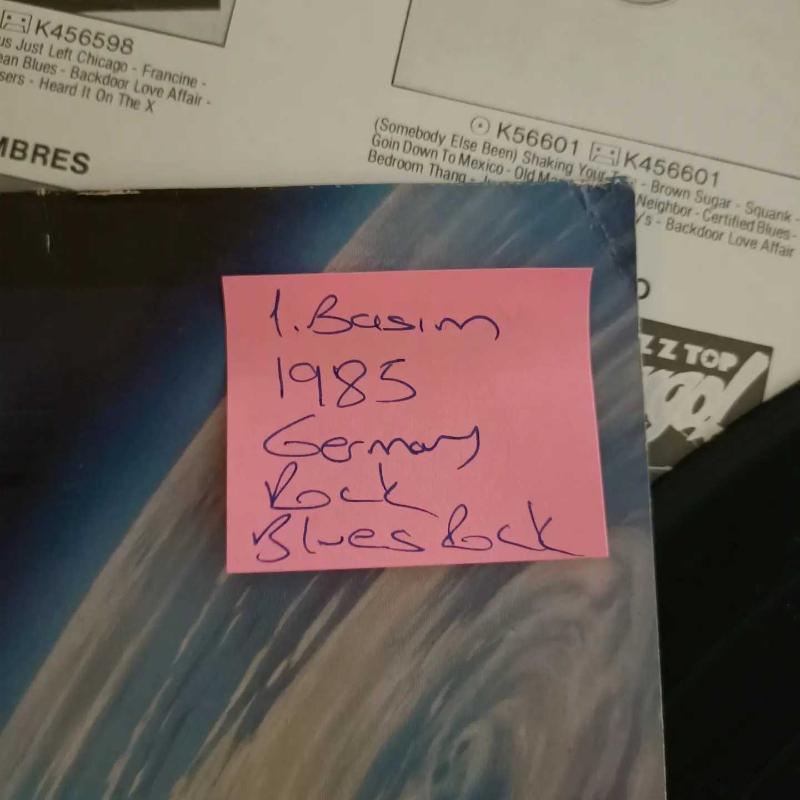 K456598
us Just Left Chicago - Francine -
ean Blues - Backdoor Love Affair -
sers - Heard It On The X
MBRES
K56601 K456601
(Somebody Else Been) Shaking Your - Brown Sugar - Squank -
Goin Down To Mexico - Old Neighbor - Certified Blues -
Bedroom Thang - 's - Backdoor Love Affair
O
ZZ TOP
1. Basım
1985
Germany
Rock
Blues Rock